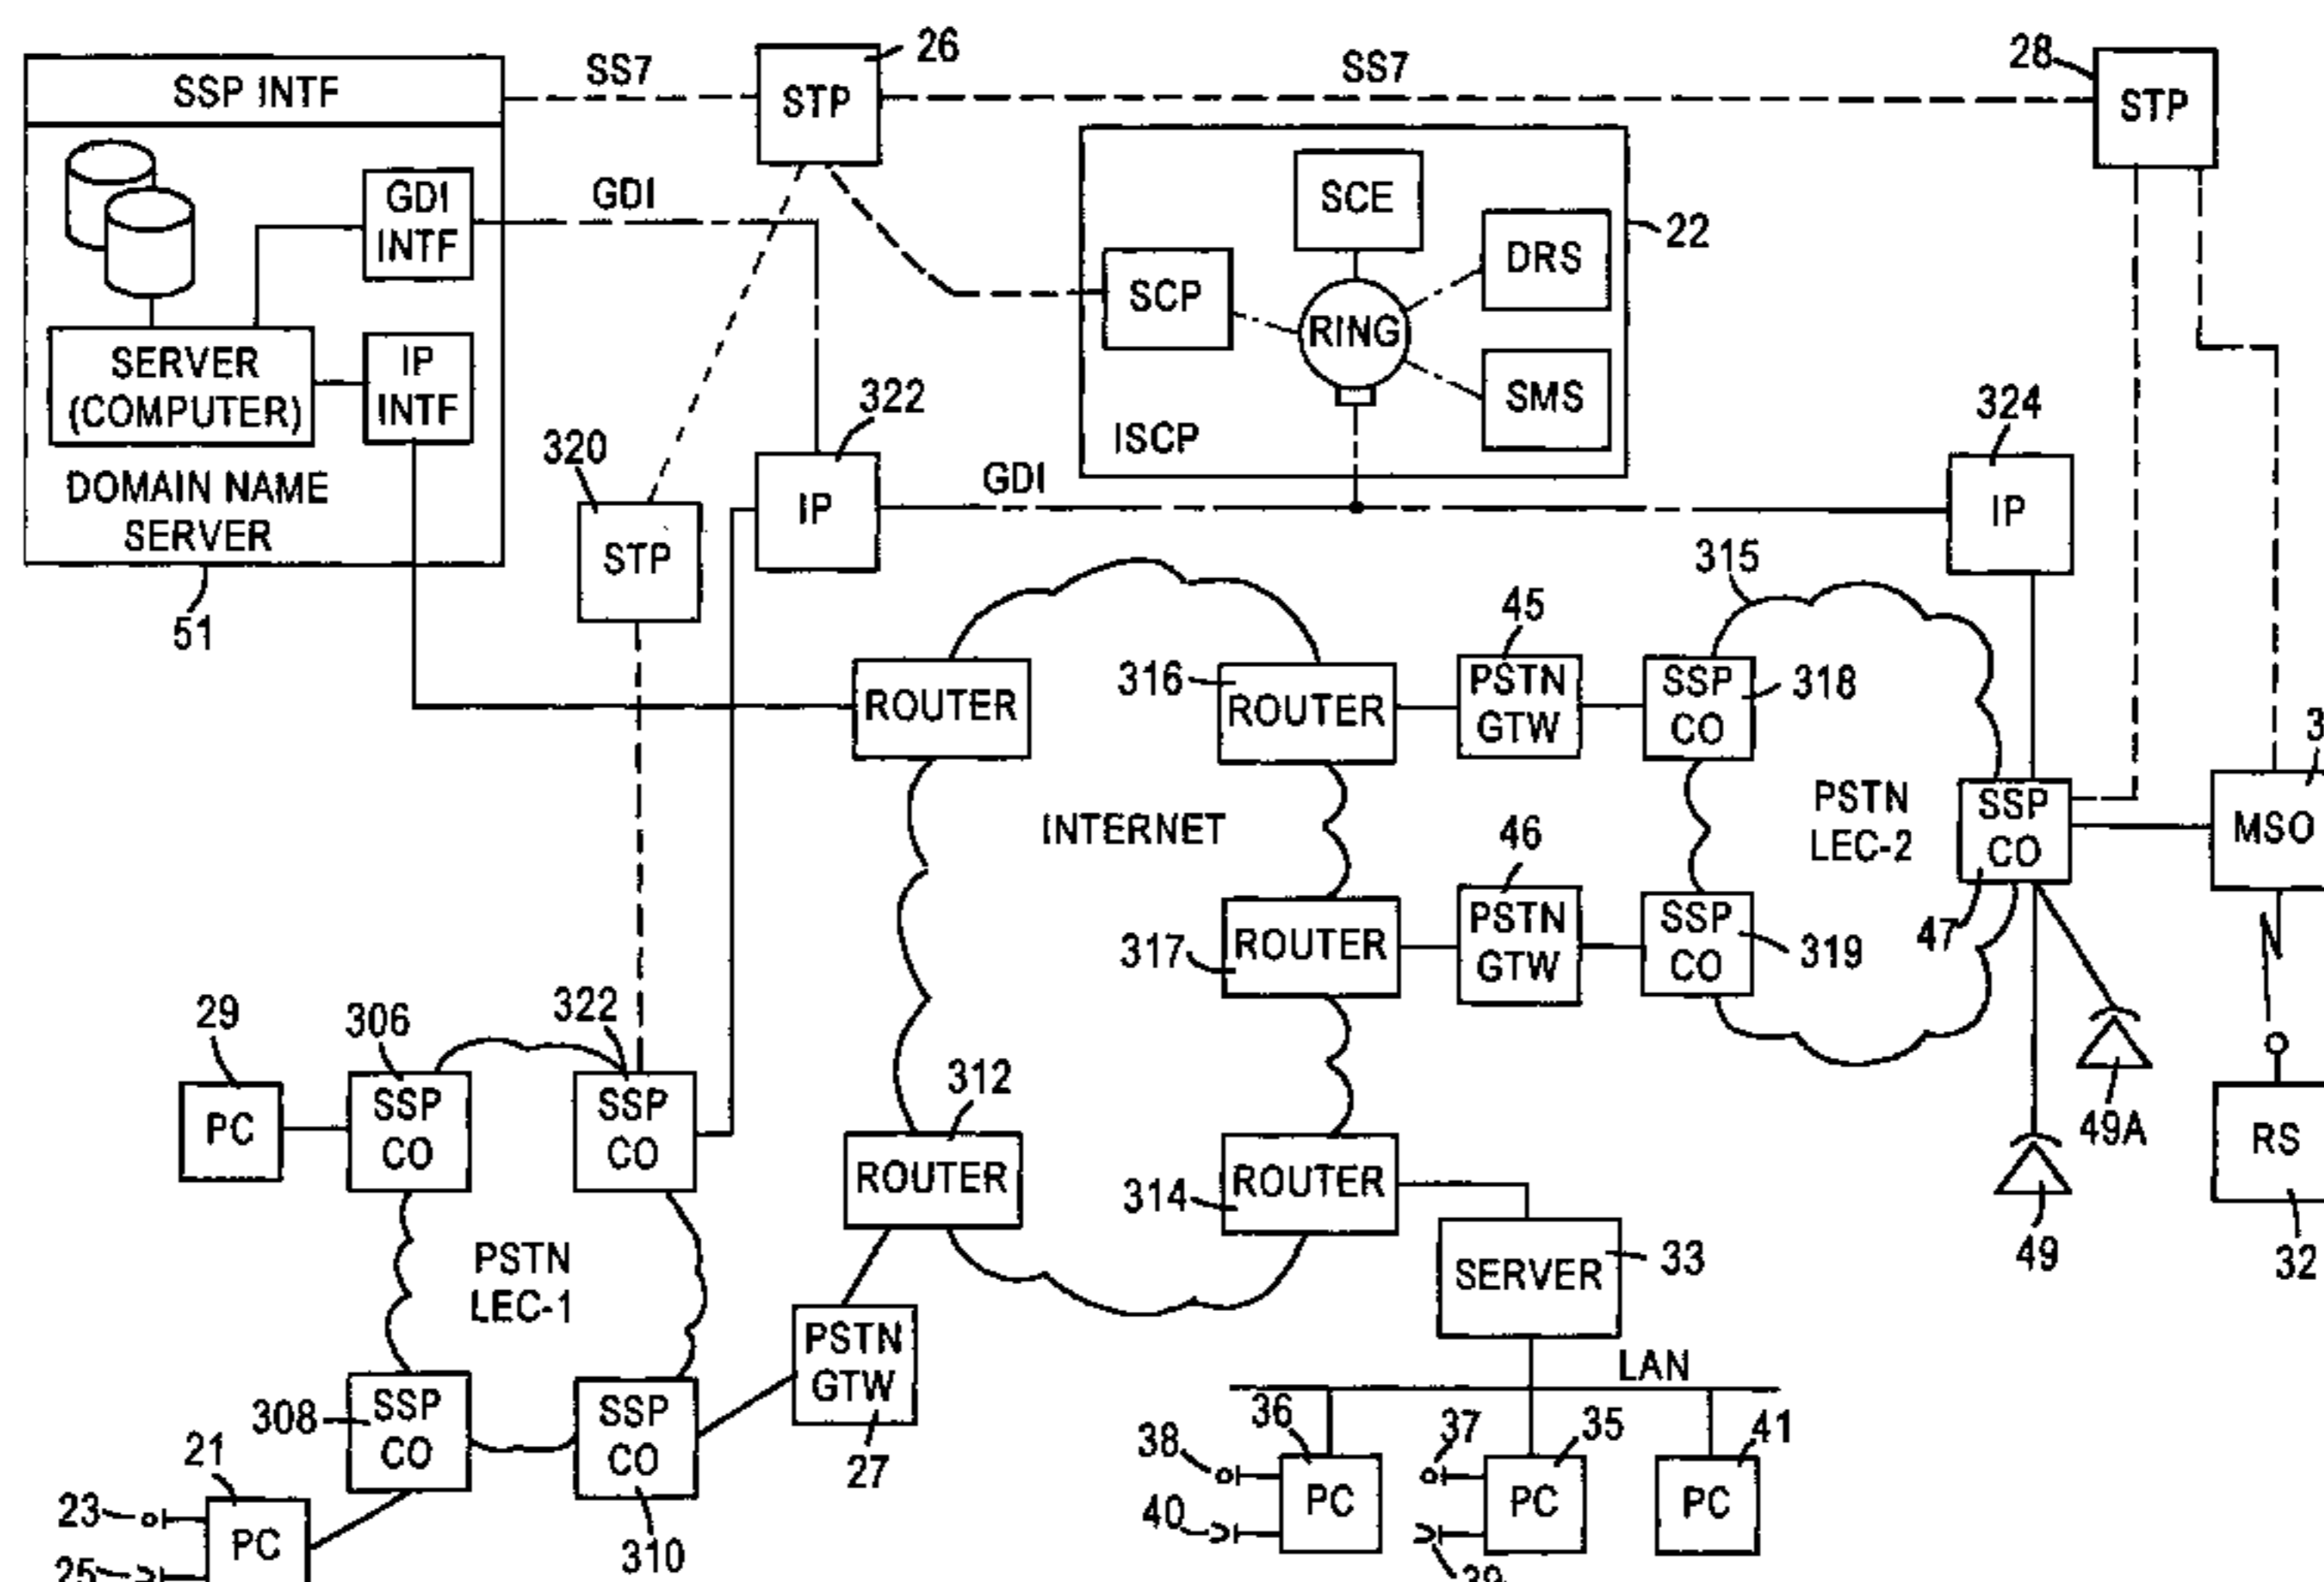 SSP INTF
SS7
26
STP
SS7
28
STP
GDI
INTF
GDI
SCE
22
DRS
SCP
RING
SERVER
(COMPUTER)
IP
INTF
SMS
ISCP
322
324
320
IP
GDI
IP
DOMAIN NAME
SERVER
STP
315
51
45
316
ROUTER
ROUTER
PSTN
GTW
SSP
CO
318
INTERNET
46
PSTN
LEC-2
SSP
CO
MSO
317
ROUTER
PSTN
GTW
SSP
CO
319
47
29
306
322
312
PC
SSP
CO
SSP
CO
ROUTER
314
ROUTER
49A
RS
49
32
PSTN
LEC-1
SERVER
33
PSTN
GTW
27
LAN
308
SSP
CO
SSP
CO
310
36
38
40
PC
37
35
PC
39
41
PC
21
23
25
PC